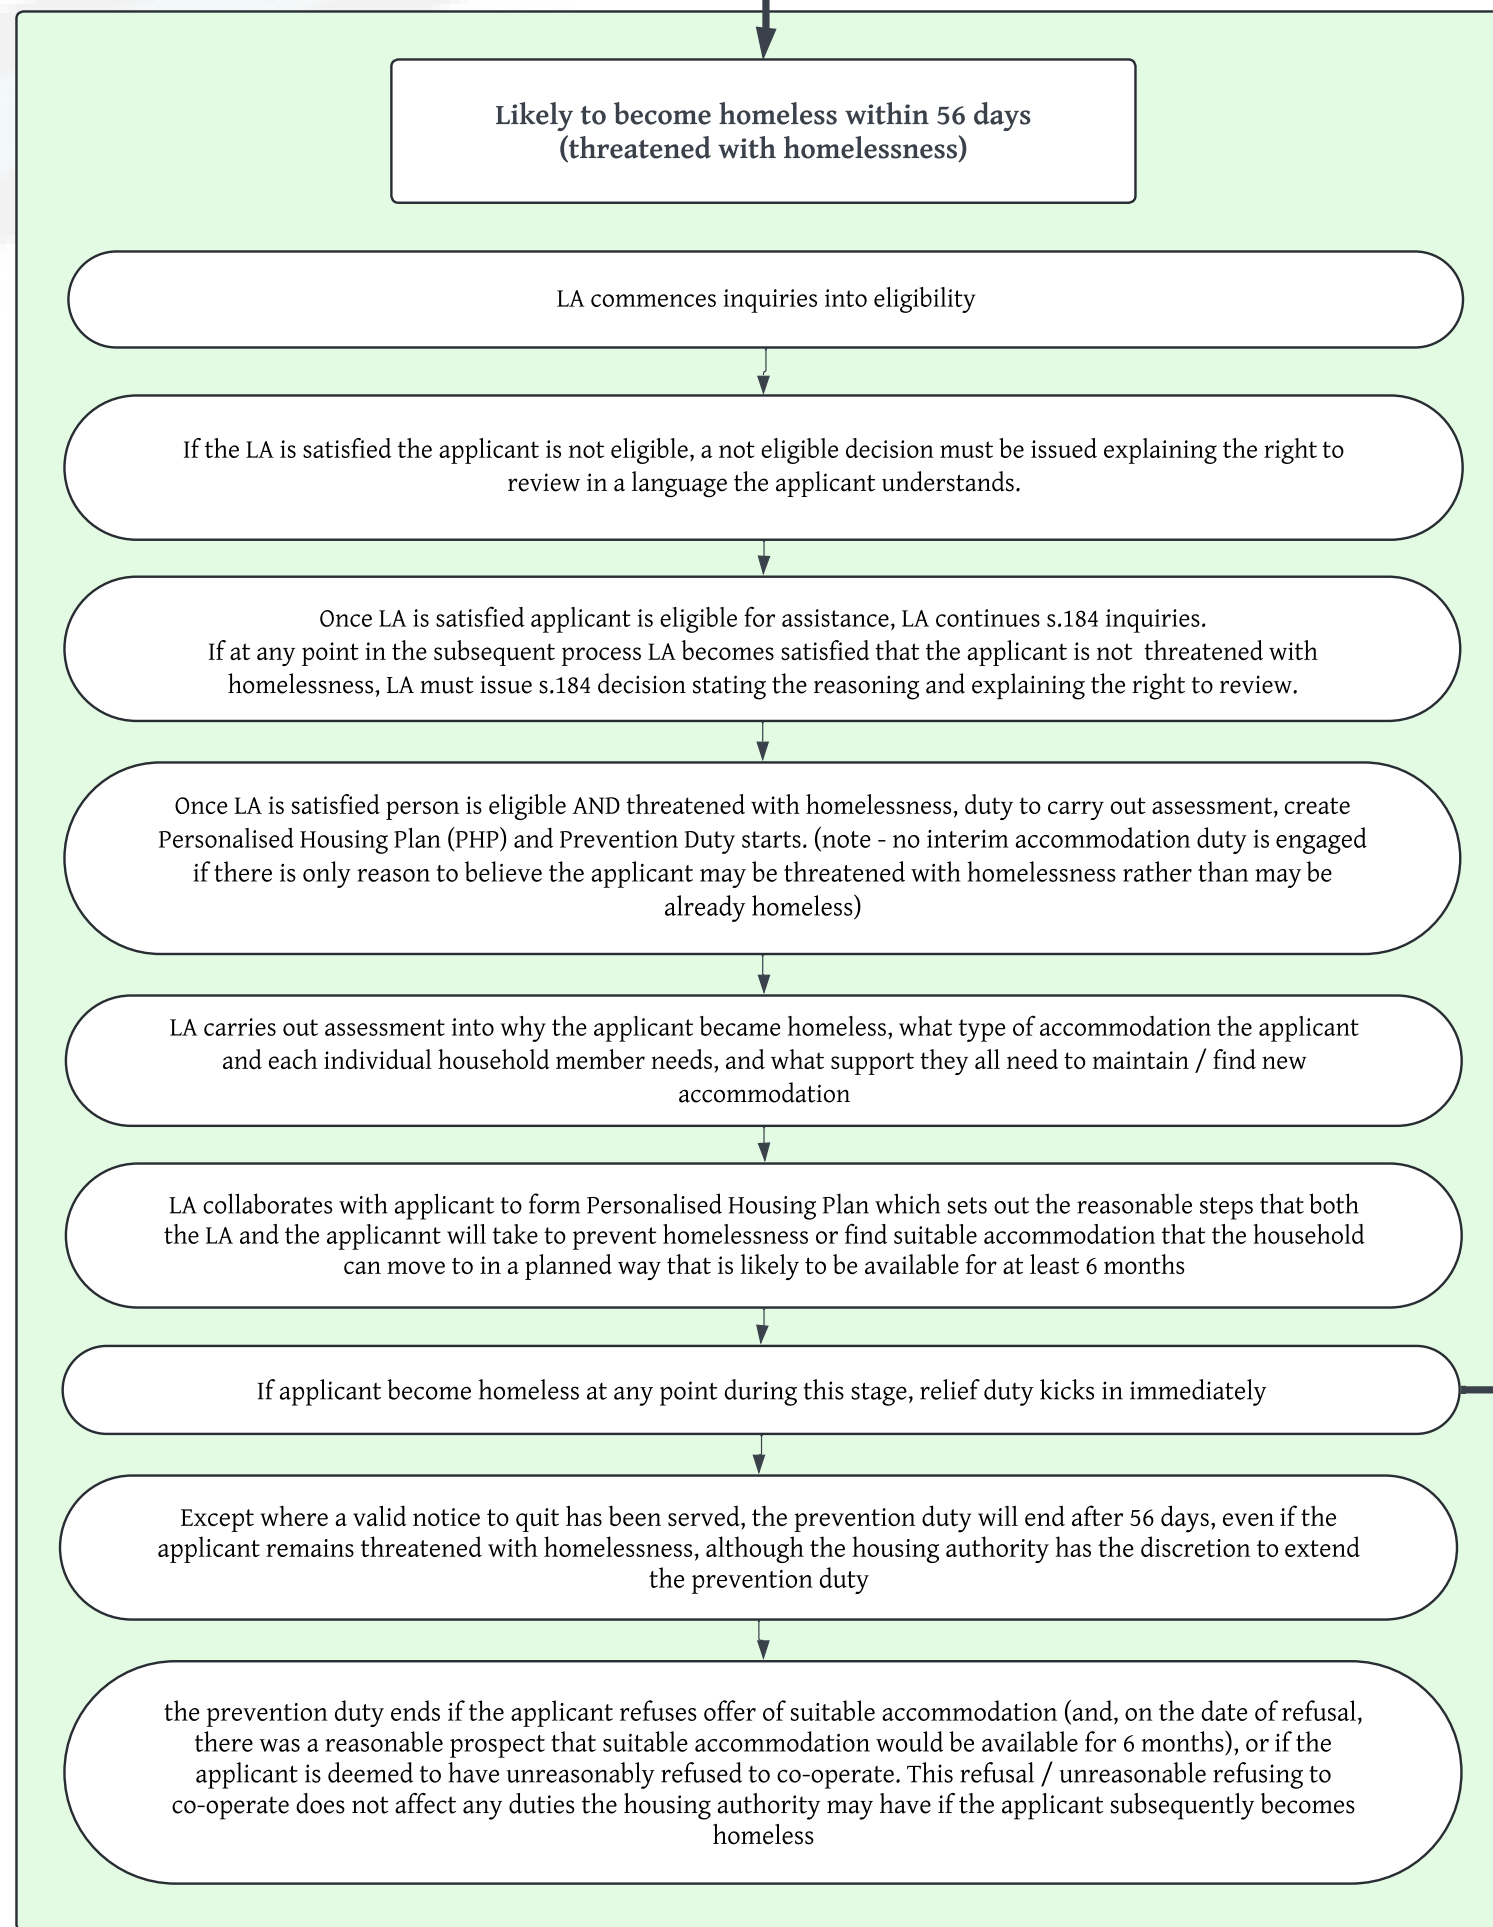 Likely to become homeless within 56 days
(threatened with homelessness)
LA commences inquiries into eligibility
If the LA is satisfied the applicant is not eligible, a not eligible decision must be issued explaining the right to
review in a language the applicant understands.
Once LA is satisfied applicant is eligible for assistance, LA continues s.184 inquiries.
If at any point in the subsequent process LA becomes satisfied that the applicant is not  threatened with
homelessness, LA must issue s.184 decision stating the reasoning and explaining the right to review.
Once LA is satisfied person is eligible AND threatened with homelessness, duty to carry out assessment, create
Personalised Housing Plan (PHP) and Prevention Duty starts. (note - no interim accommodation duty is engaged
if there is only reason to believe the applicant may be threatened with homelessness rather than may be
already homeless)
LA carries out assessment into why the applicant became homeless, what type of accommodation the applicant
and each individual household member needs, and what support they all need to maintain / find new
accommodation
LA collaborates with applicant to form Personalised Housing Plan which sets out the reasonable steps that both
the LA and the applicannt will take to prevent homelessness or find suitable accommodation that the household
can move to in a planned way that is likely to be available for at least 6 months
If applicant become homeless at any point during this stage, relief duty kicks in immediately
Except where a valid notice to quit has been served, the prevention duty will end after 56 days, even if the
applicant remains threatened with homelessness, although the housing authority has the discretion to extend
the prevention duty
the prevention duty ends if the applicant refuses offer of suitable accommodation (and, on the date of refusal,
there was a reasonable prospect that suitable accommodation would be available for 6 months), or if the
applicant is deemed to have unreasonably refused to co-operate. This refusal / unreasonable refusing to
co-operate does not affect any duties the housing authority may have if the applicant subsequently becomes
homeless